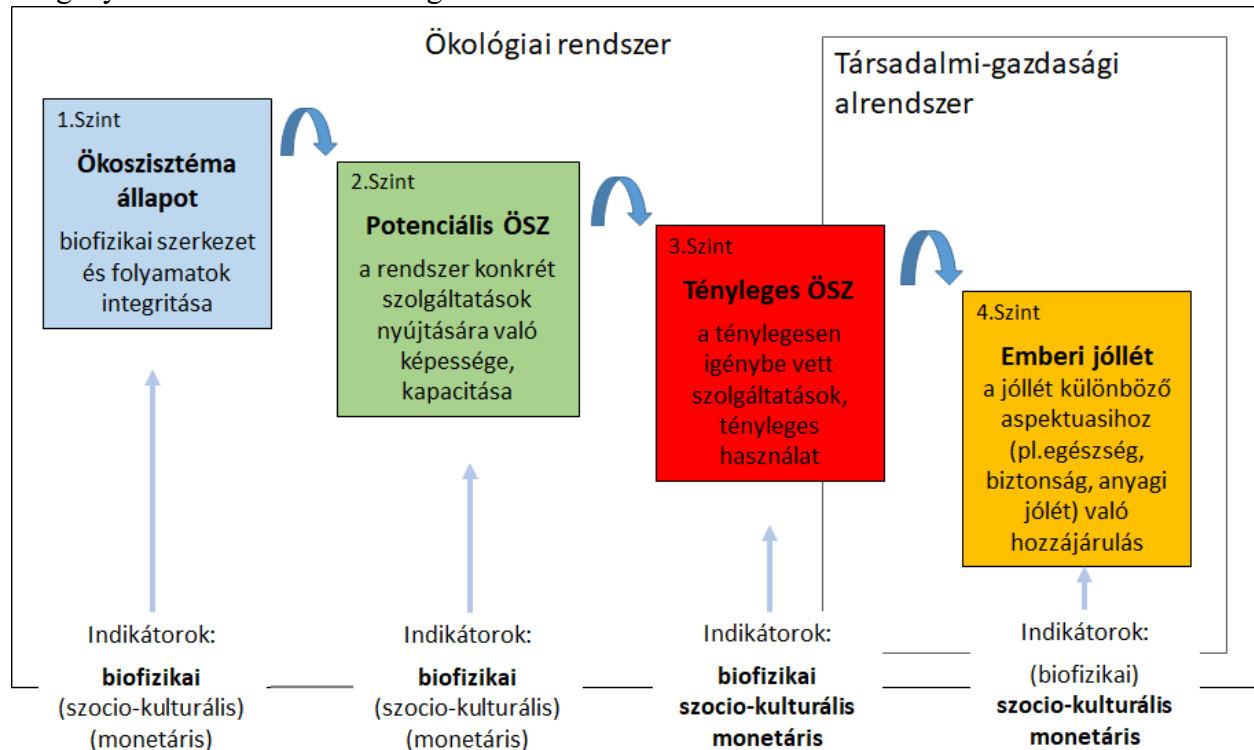 Ökológiai rendszer
Társadalmi-gazdasági
alrendszer
1.Szint
Ökoszisztéma
állapot
biofizikai szerkezet
és folyamatok
integritása
2.Szint
Potenciális ÖSZ
a rendszer konkrét
szolgáltatások
nyújtására való
képessége,
kapacitása
3.Szint
Tényleges ÖSZ
a ténylegesen
igénybe vett
szolgáltatások,
tényleges
használat
4.Szint
Emberi jóllét
a jóllét különböző
aspektuasihoz
(pl.egészség,
biztonság, anyagi
jólét) való
hozzájárulás
Indikátorok:
biofizikai
(szocio-kulturális)
(monetáris)
Indikátorok:
biofizikai
(szocio-kulturális)
(monetáris)
Indikátorok:
biofizikai
szocio-kulturális
monetáris
Indikátorok:
(biofizikai)
szocio-kulturális
monetáris